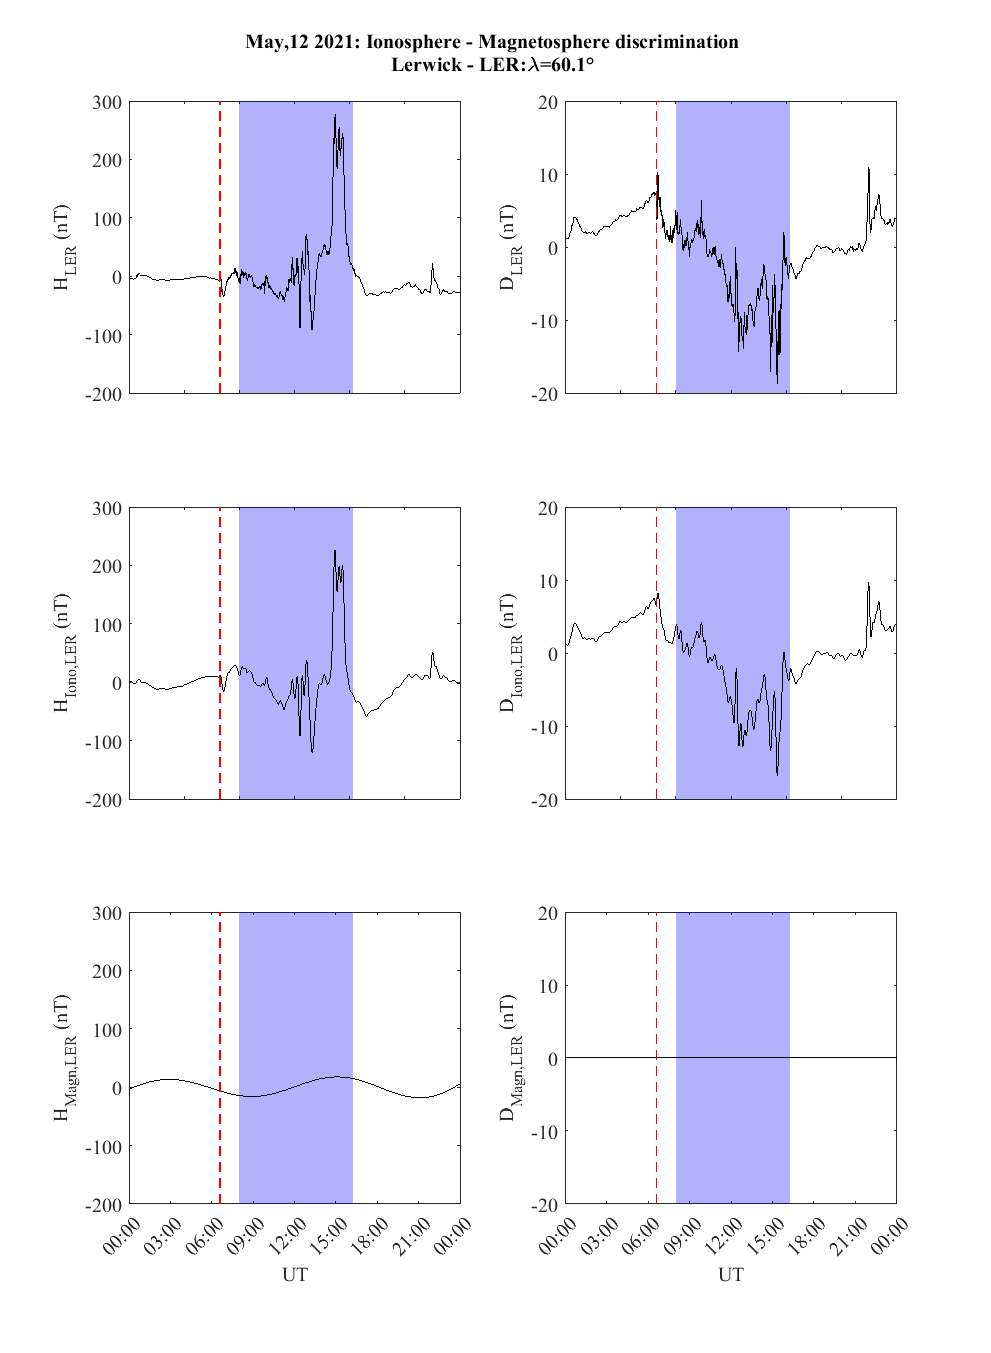 May,12 2021: Ionosphere - Magnetosphere discrimination
Lerwick - LER:λ=60.1°
300
200
100
0
-100
-200
H_LER (nT)
20
10
0
-10
-20
D_LER (nT)
300
200
100
0
-100
-200
H_Iono,LER (nT)
20
10
0
-10
-20
D_Iono,LER (nT)
300
200
100
0
-100
-200
H_Magn,LER (nT)
00:00 03:00 06:00 09:00 12:00 15:00 18:00 21:00 00:00
UT
20
10
0
-10
-20
D_Magn,LER (nT)
00:00 03:00 06:00 09:00 12:00 15:00 18:00 21:00 00:00
UT